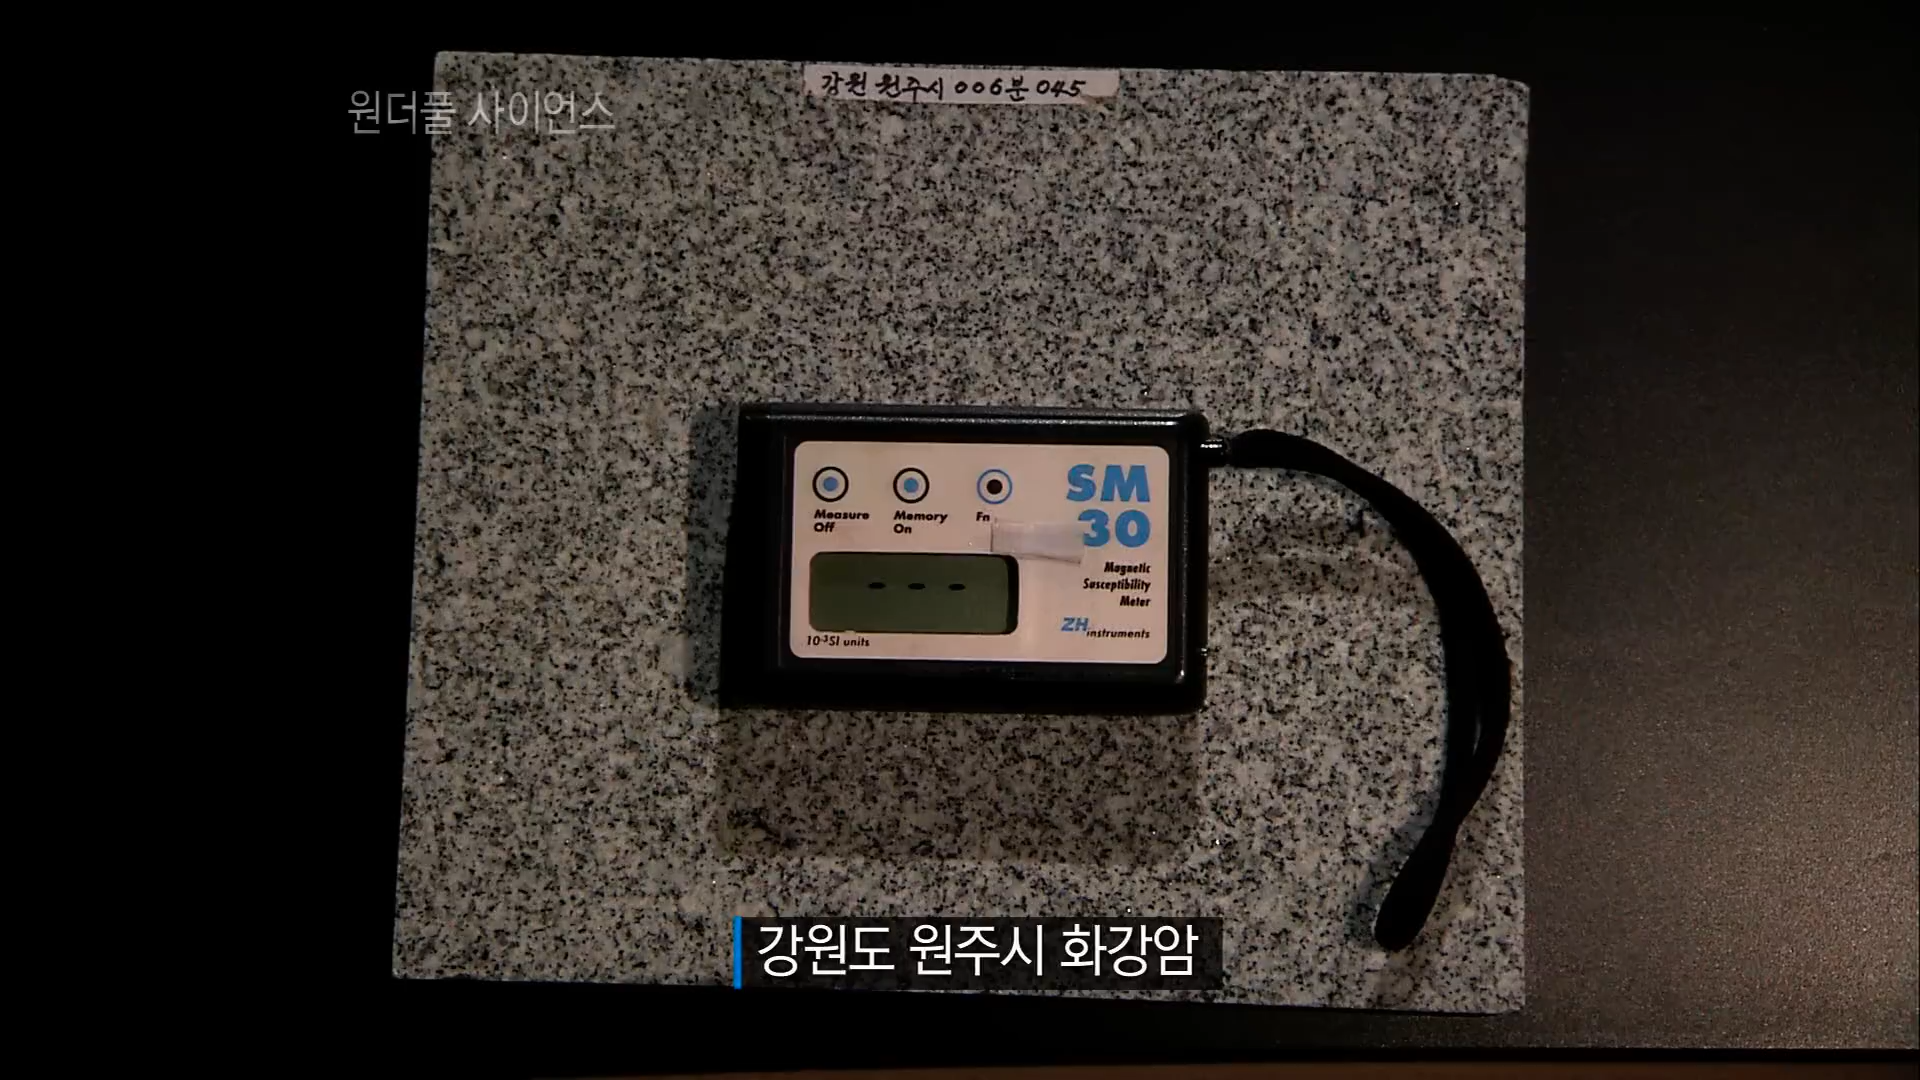 강원 원주시 006분 045
원더풀 사이언스
Measure
Off
Memory
On
Fn
SM
30
Magnetic
Susceptibility
Meter
- - -
10-³SI units
ZH instruments
강원도 원주시 화강암